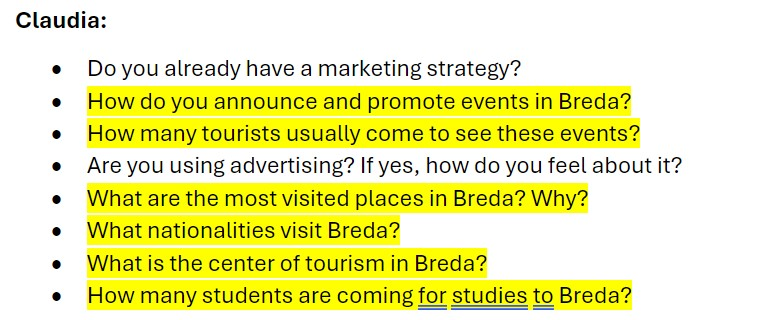 Claudia:
• Do you already have a marketing strategy?
• How do you announce and promote events in Breda?
• How many tourists usually come to see these events?
• Are you using advertising? If yes, how do you feel about it?
• What are the most visited places in Breda? Why?
• What nationalities visit Breda?
• What is the center of tourism in Breda?
• How many students are coming for studies to Breda?